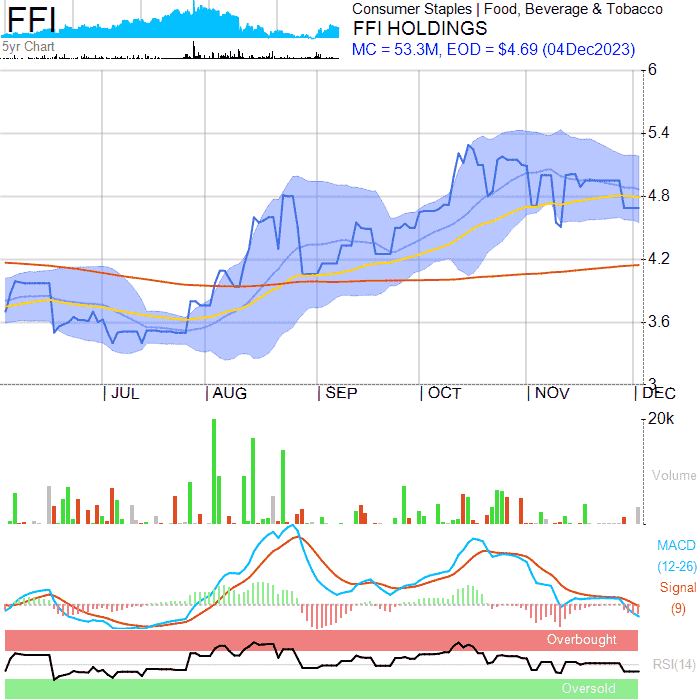 FFI
5yr Chart
Consumer Staples | Food, Beverage & Tobacco
FFI HOLDINGS
MC = 53.3M, EOD = $4.69 (04Dec2023)
6
5.4
4.8
4.2
3.6
3
JUL
AUG
SEP
OCT
NOV
DEC
20k
Volume
MACD
(12-26)
Signal
(9)
Overbought
RSI(14)
Oversold